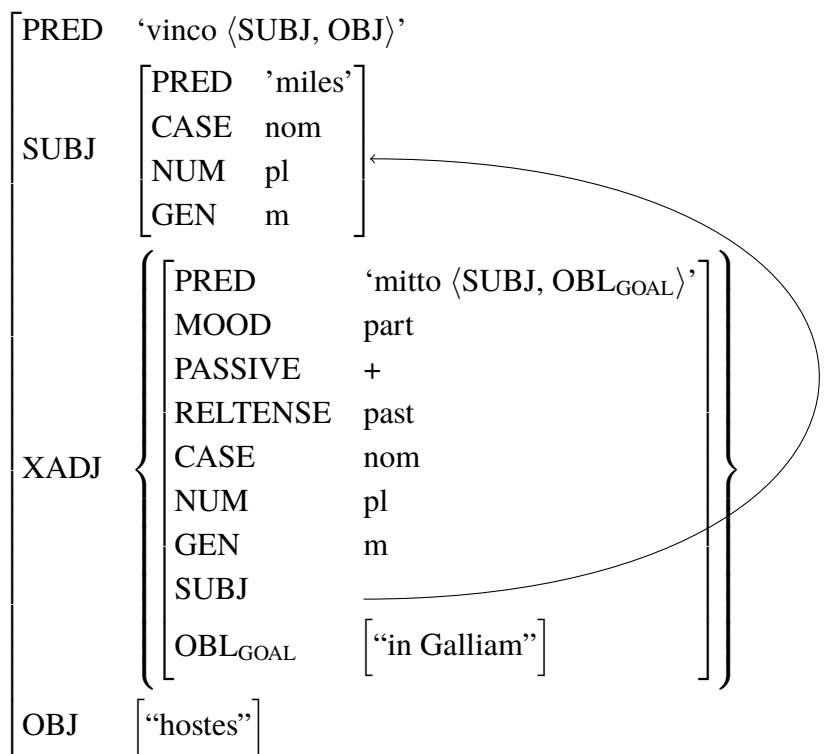 PRED ‘vinco ⟨SUBJ, OBJ⟩’
SUBJ
PRED ’miles’
CASE nom
NUM pl
GEN m
XADJ
PRED ‘mitto ⟨SUBJ, OBL_GOAL⟩’
MOOD part
PASSIVE +
RELTENSE past
CASE nom
NUM pl
GEN m
SUBJ
OBL_GOAL [“in Galliam”]
OBJ [“hostes”]